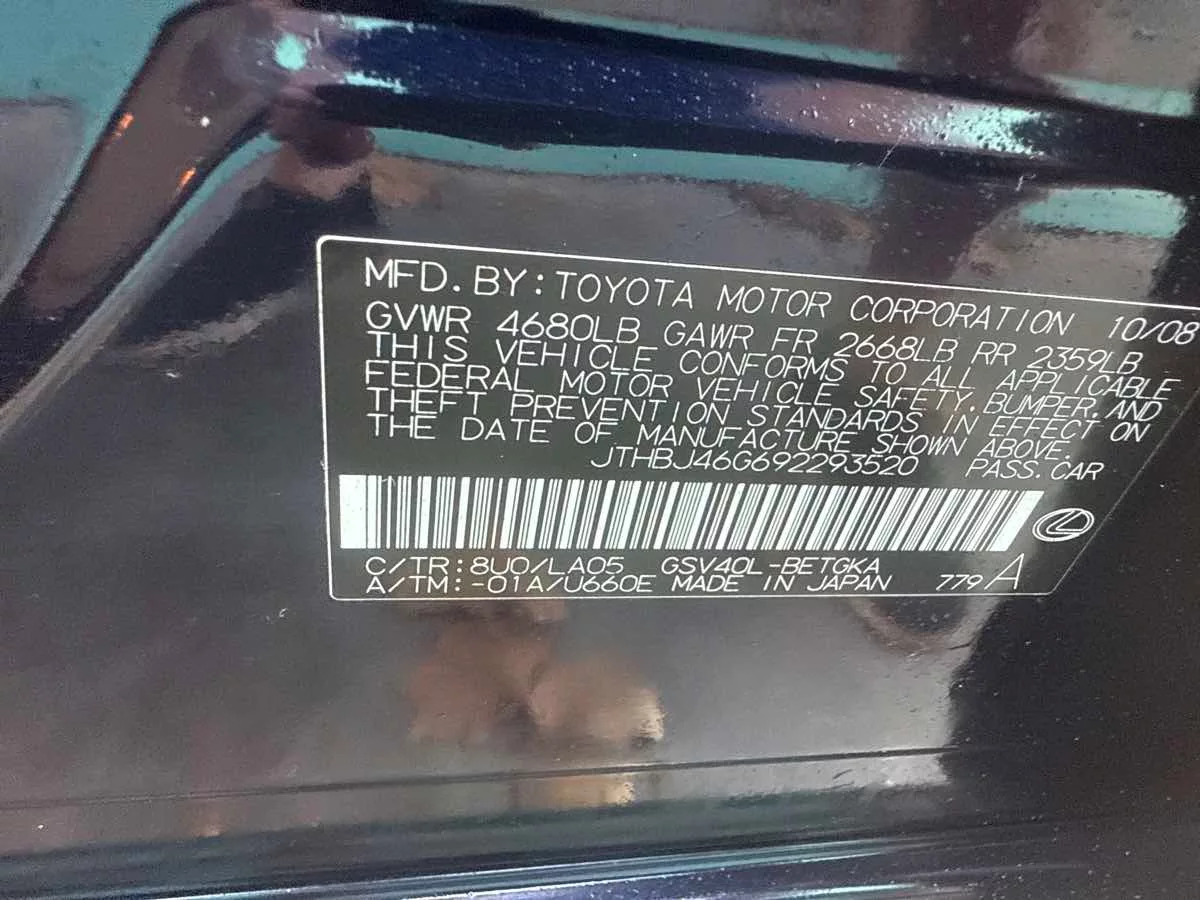 MFD. BY: TOYOTA MOTOR CORPORATION 10/08
GVWR 4680LB GAWR FR 2668LB RR 2359LB
THIS VEHICLE CONFORMS TO ALL APPLICABLE
FEDERAL MOTOR VEHICLE SAFETY, BUMPER, AND
THEFT PREVENTION STANDARDS IN EFFECT ON
THE DATE OF MANUFACTURE SHOWN ABOVE.
JTHBJ46G692293520 PASS. CAR
C/TR: 8U0/LA05 GSV40L-BETGKA
A/TM: -01A/U660E MADE IN JAPAN 779 A